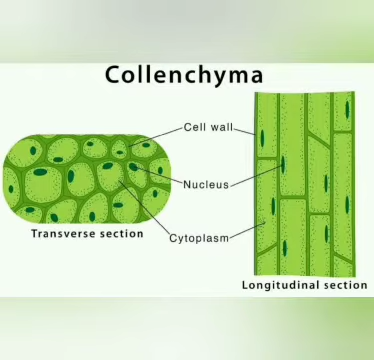 Collenchyma
Cell wall
Nucleus
Cytoplasm
Transverse section
Longitudinal section